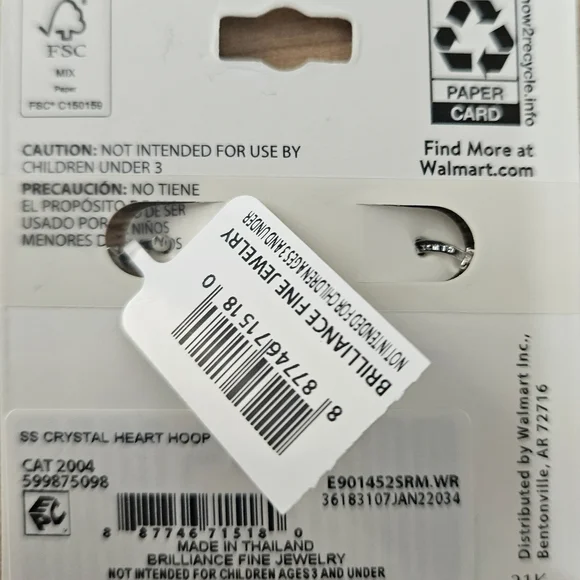 FSC
MIX
Paper
FSC® C150159
how2recycle.info
PAPER
CARD
CAUTION: NOT INTENDED FOR USE BY
CHILDREN UNDER 3
PRECAUCIÓN: NO TIENE
EL PROPÓSITO DE SER
USADO POR NIÑOS
MENORES D
Find More at
Walmart.com
BRILLIANCE FINE JEWELRY
NOT INTENDED FOR CHILDREN AGES 3 AND UNDER
8 87746 71518 0
SS CRYSTAL HEART HOOP
CAT 2004
599875098
E901452SRM.WR
36183107JAN22034
8 87746 71518 0
MADE IN THAILAND
BRILLIANCE FINE JEWELRY
NOT INTENDED FOR CHILDREN AGES 3 AND UNDER
Distributed by Walmart Inc.,
Bentonville, AR 72716